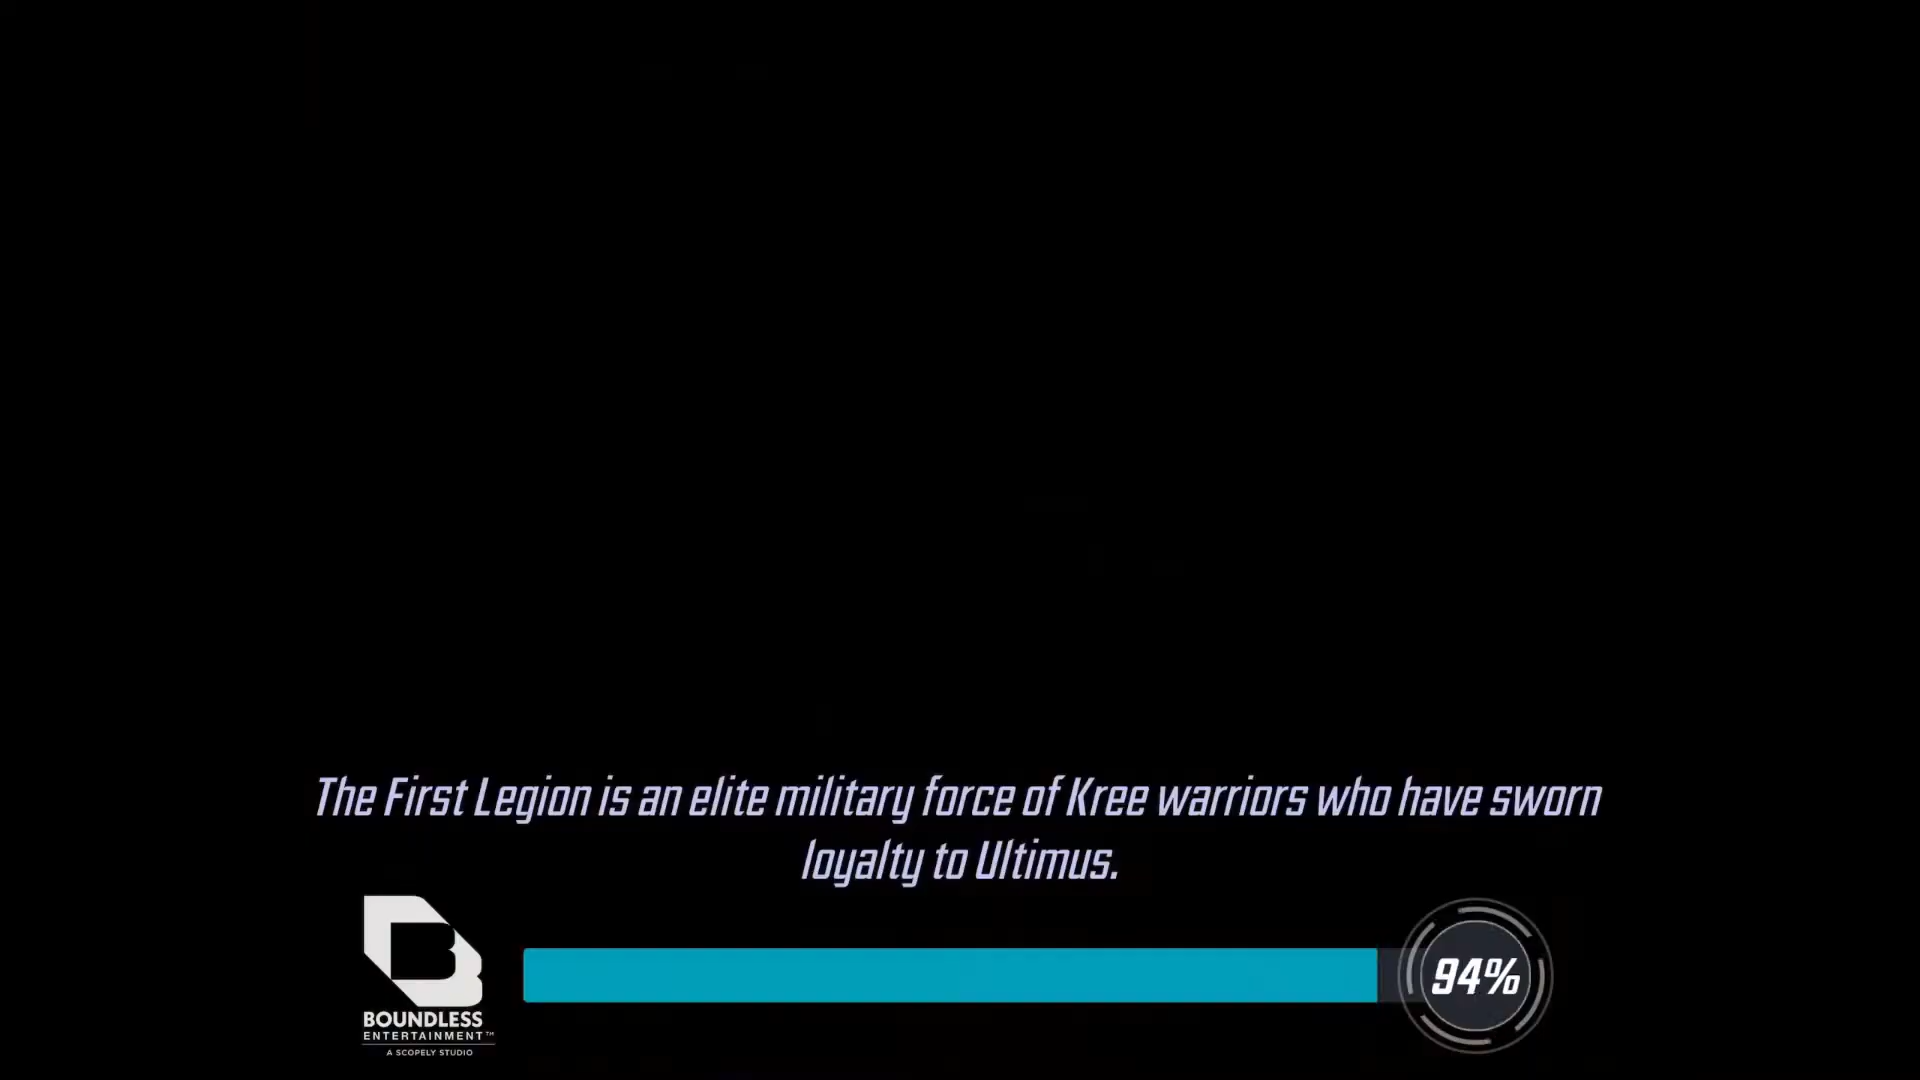 The First Legion is an elite military force of Kree warriors who have sworn
loyalty to Ultimus.
BOUNDLESS
ENTERTAINMENT™
A SCOPELY STUDIO
94%